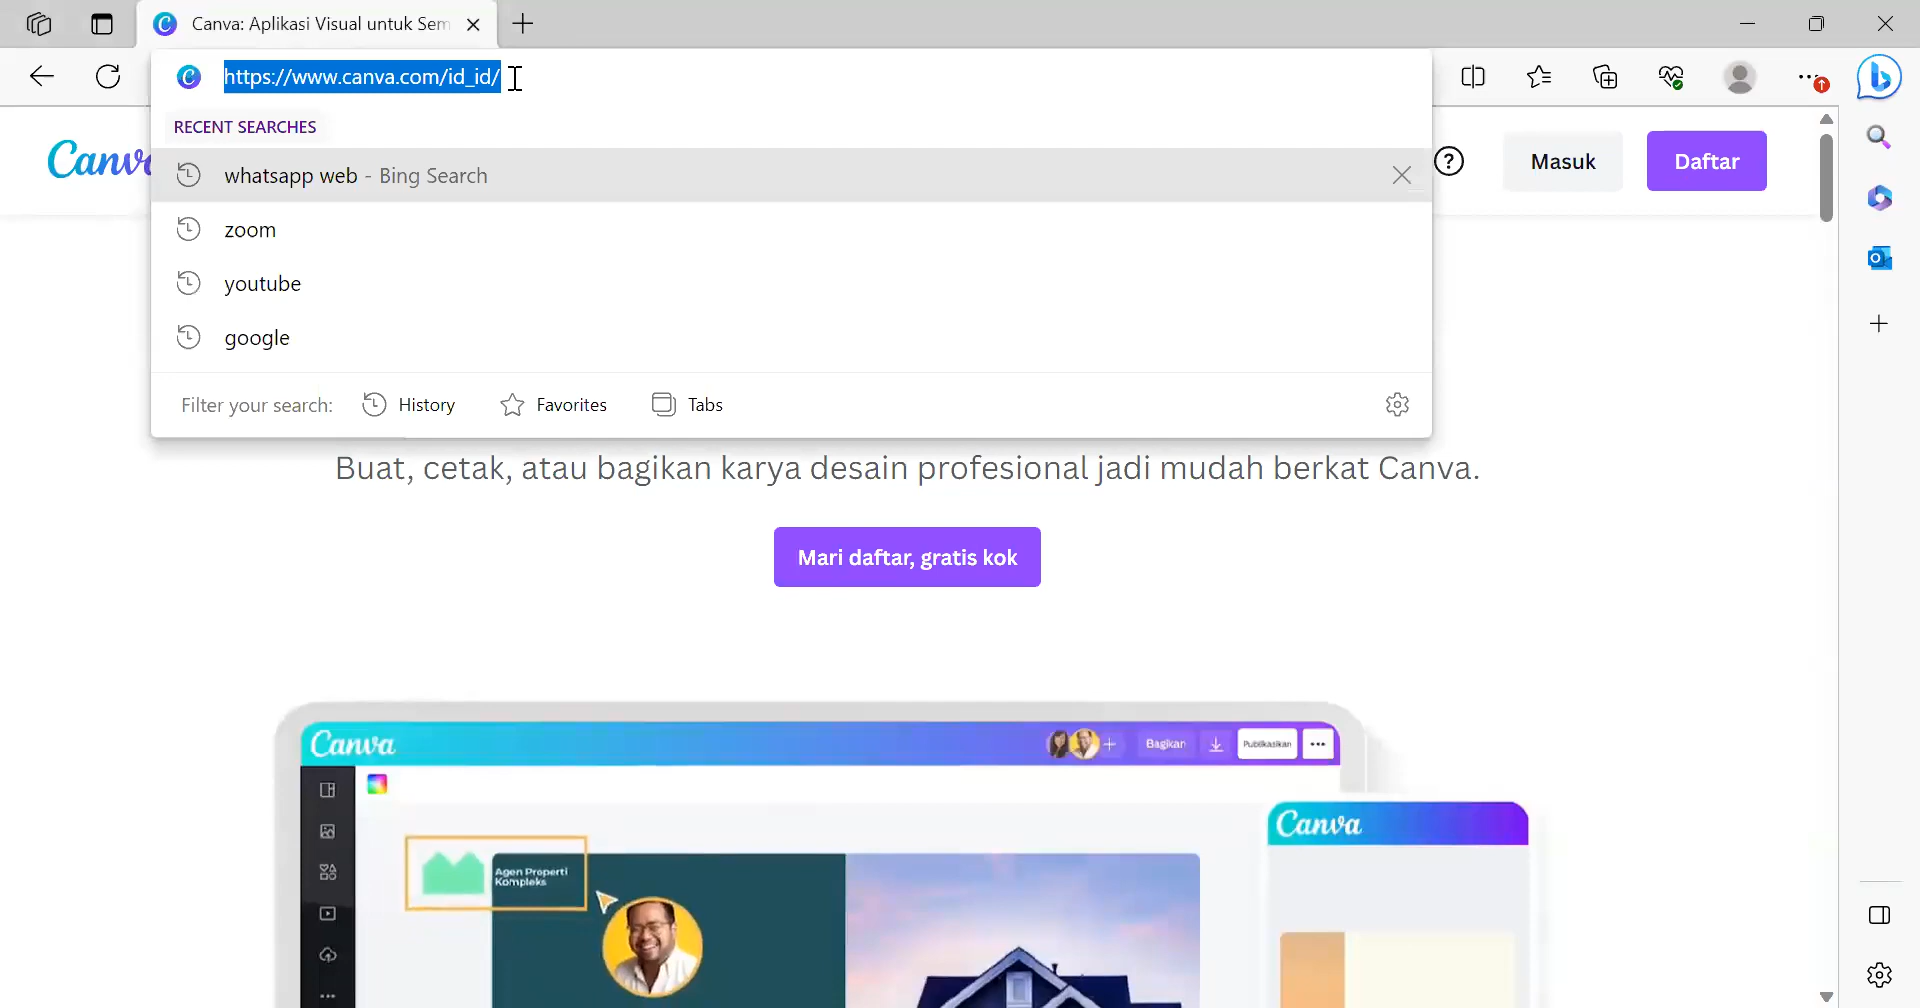 Canva: Aplikasi Visual untuk Sem
https://www.canva.com/id_id/
RECENT SEARCHES
Canva
whatsapp web - Bing Search
Masuk
Daftar
zoom
youtube
google
Filter your search: History Favorites Tabs
Buat, cetak, atau bagikan karya desain profesional jadi mudah berkat Canva.
Mari daftar, gratis kok
Canva
Bagikan
Publikasikan
Canva
Agen Properti
Kompleks